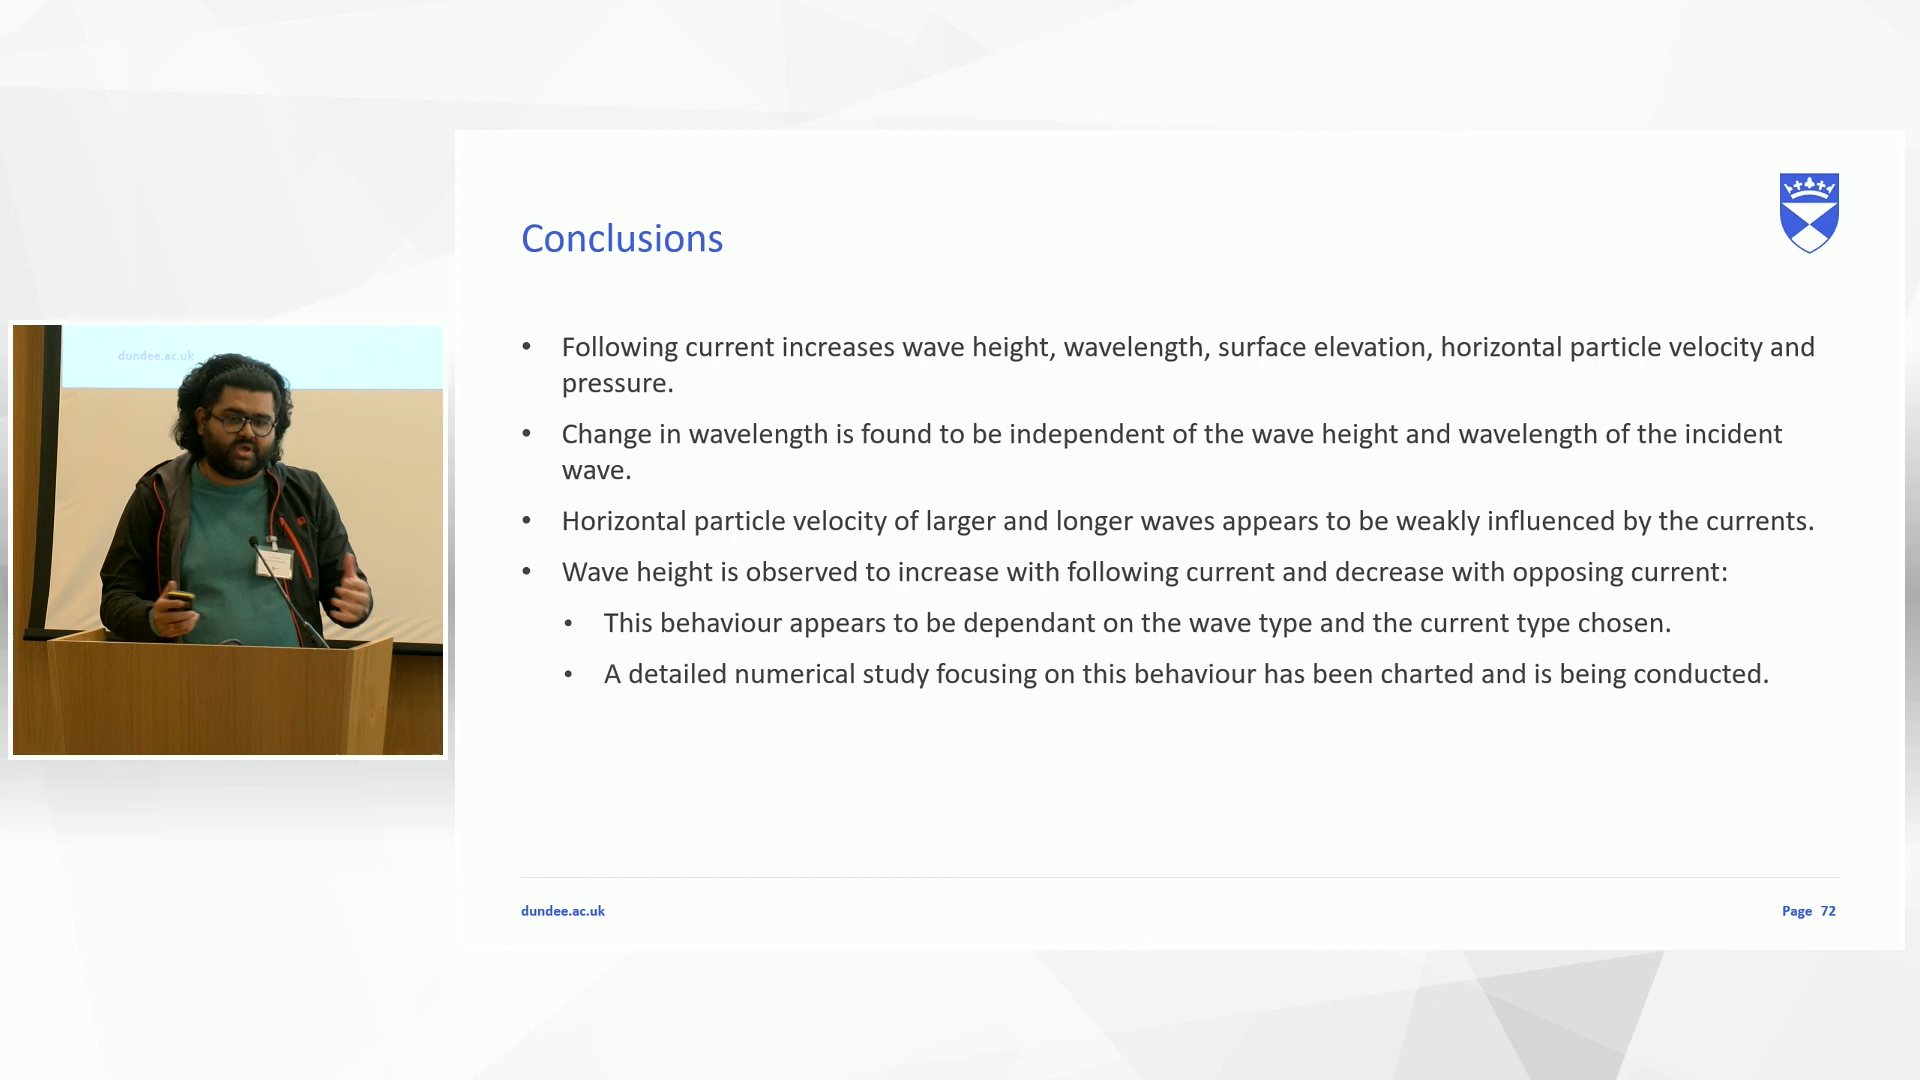 Conclusions
• Following current increases wave height, wavelength, surface elevation, horizontal particle velocity and
pressure.
• Change in wavelength is found to be independent of the wave height and wavelength of the incident
wave.
• Horizontal particle velocity of larger and longer waves appears to be weakly influenced by the currents.
• Wave height is observed to increase with following current and decrease with opposing current:
• This behaviour appears to be dependant on the wave type and the current type chosen.
• A detailed numerical study focusing on this behaviour has been charted and is being conducted.
dundee.ac.uk
Page 72
dundee.ac.uk